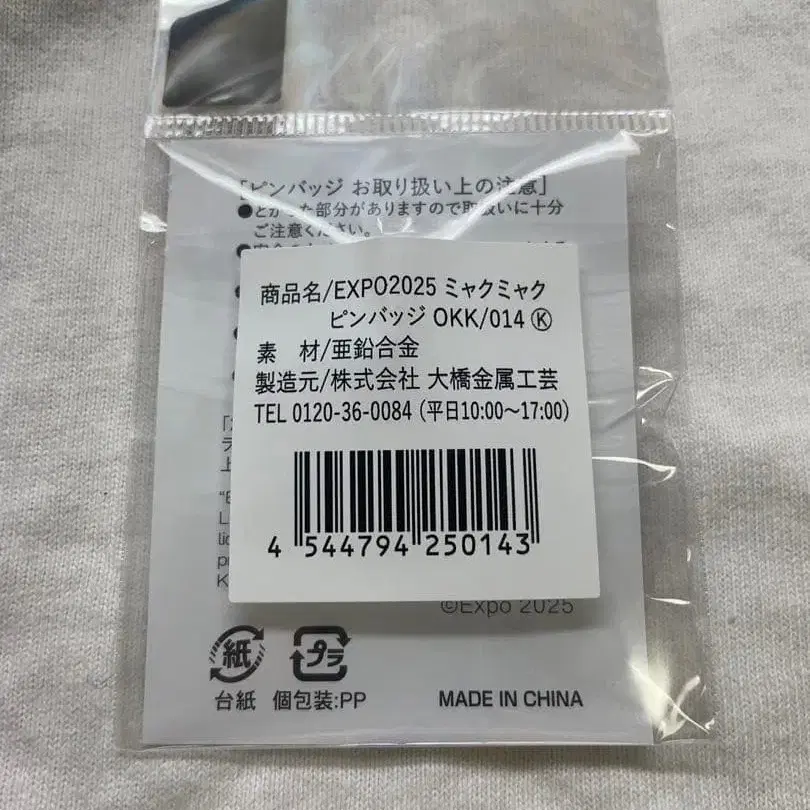 ［ピンバッジ お取り扱い上の注意］
●とがった部分がありますので取扱いに十分
ご注意ください。
商品名/EXPO2025 ミャクミャク
ピンバッジ OKK/014 Ⓚ
素　材/亜鉛合金
製造元/株式会社 大橋金属工芸
TEL 0120-36-0084 (平日10:00～17:00)
4 544794 250143
©Expo 2025
紙 プラ
台紙 個包装:PP MADE IN CHINA